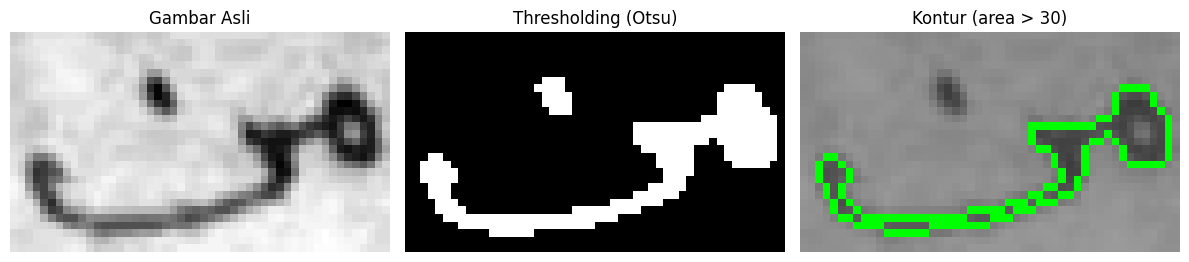 Gambar Asli
Thresholding (Otsu)
Kontur (area > 30)